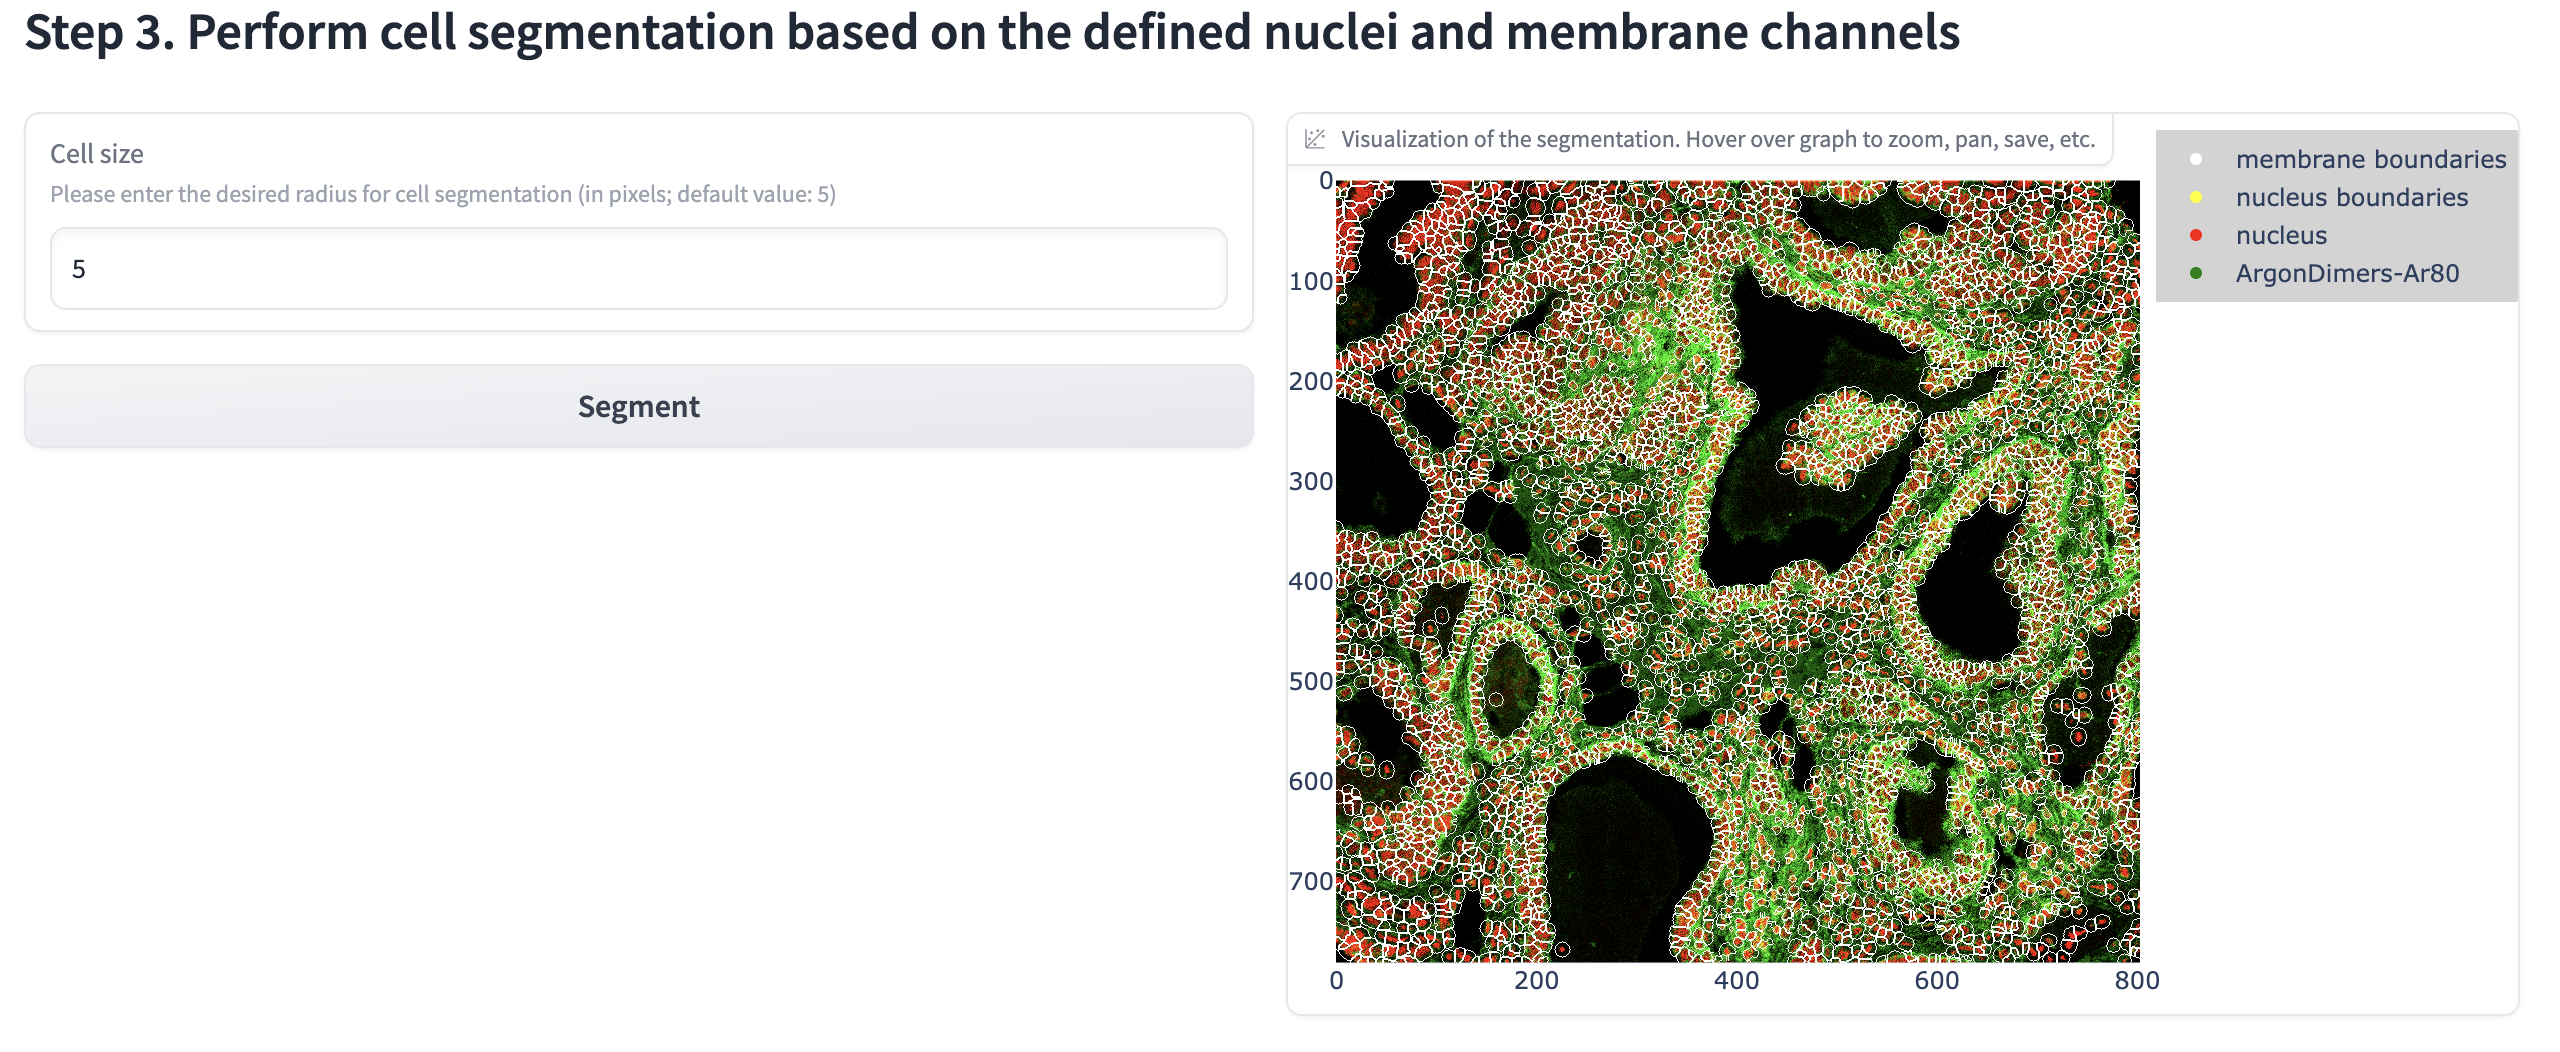 Step 3. Perform cell segmentation based on the defined nuclei and membrane channels
Cell size
Please enter the desired radius for cell segmentation (in pixels; default value: 5)
5
Segment
Visualization of the segmentation. Hover over graph to zoom, pan, save, etc.
membrane boundaries
nucleus boundaries
nucleus
ArgonDimers-Ar80
0
100
200
300
400
500
600
700
0 200 400 600 800